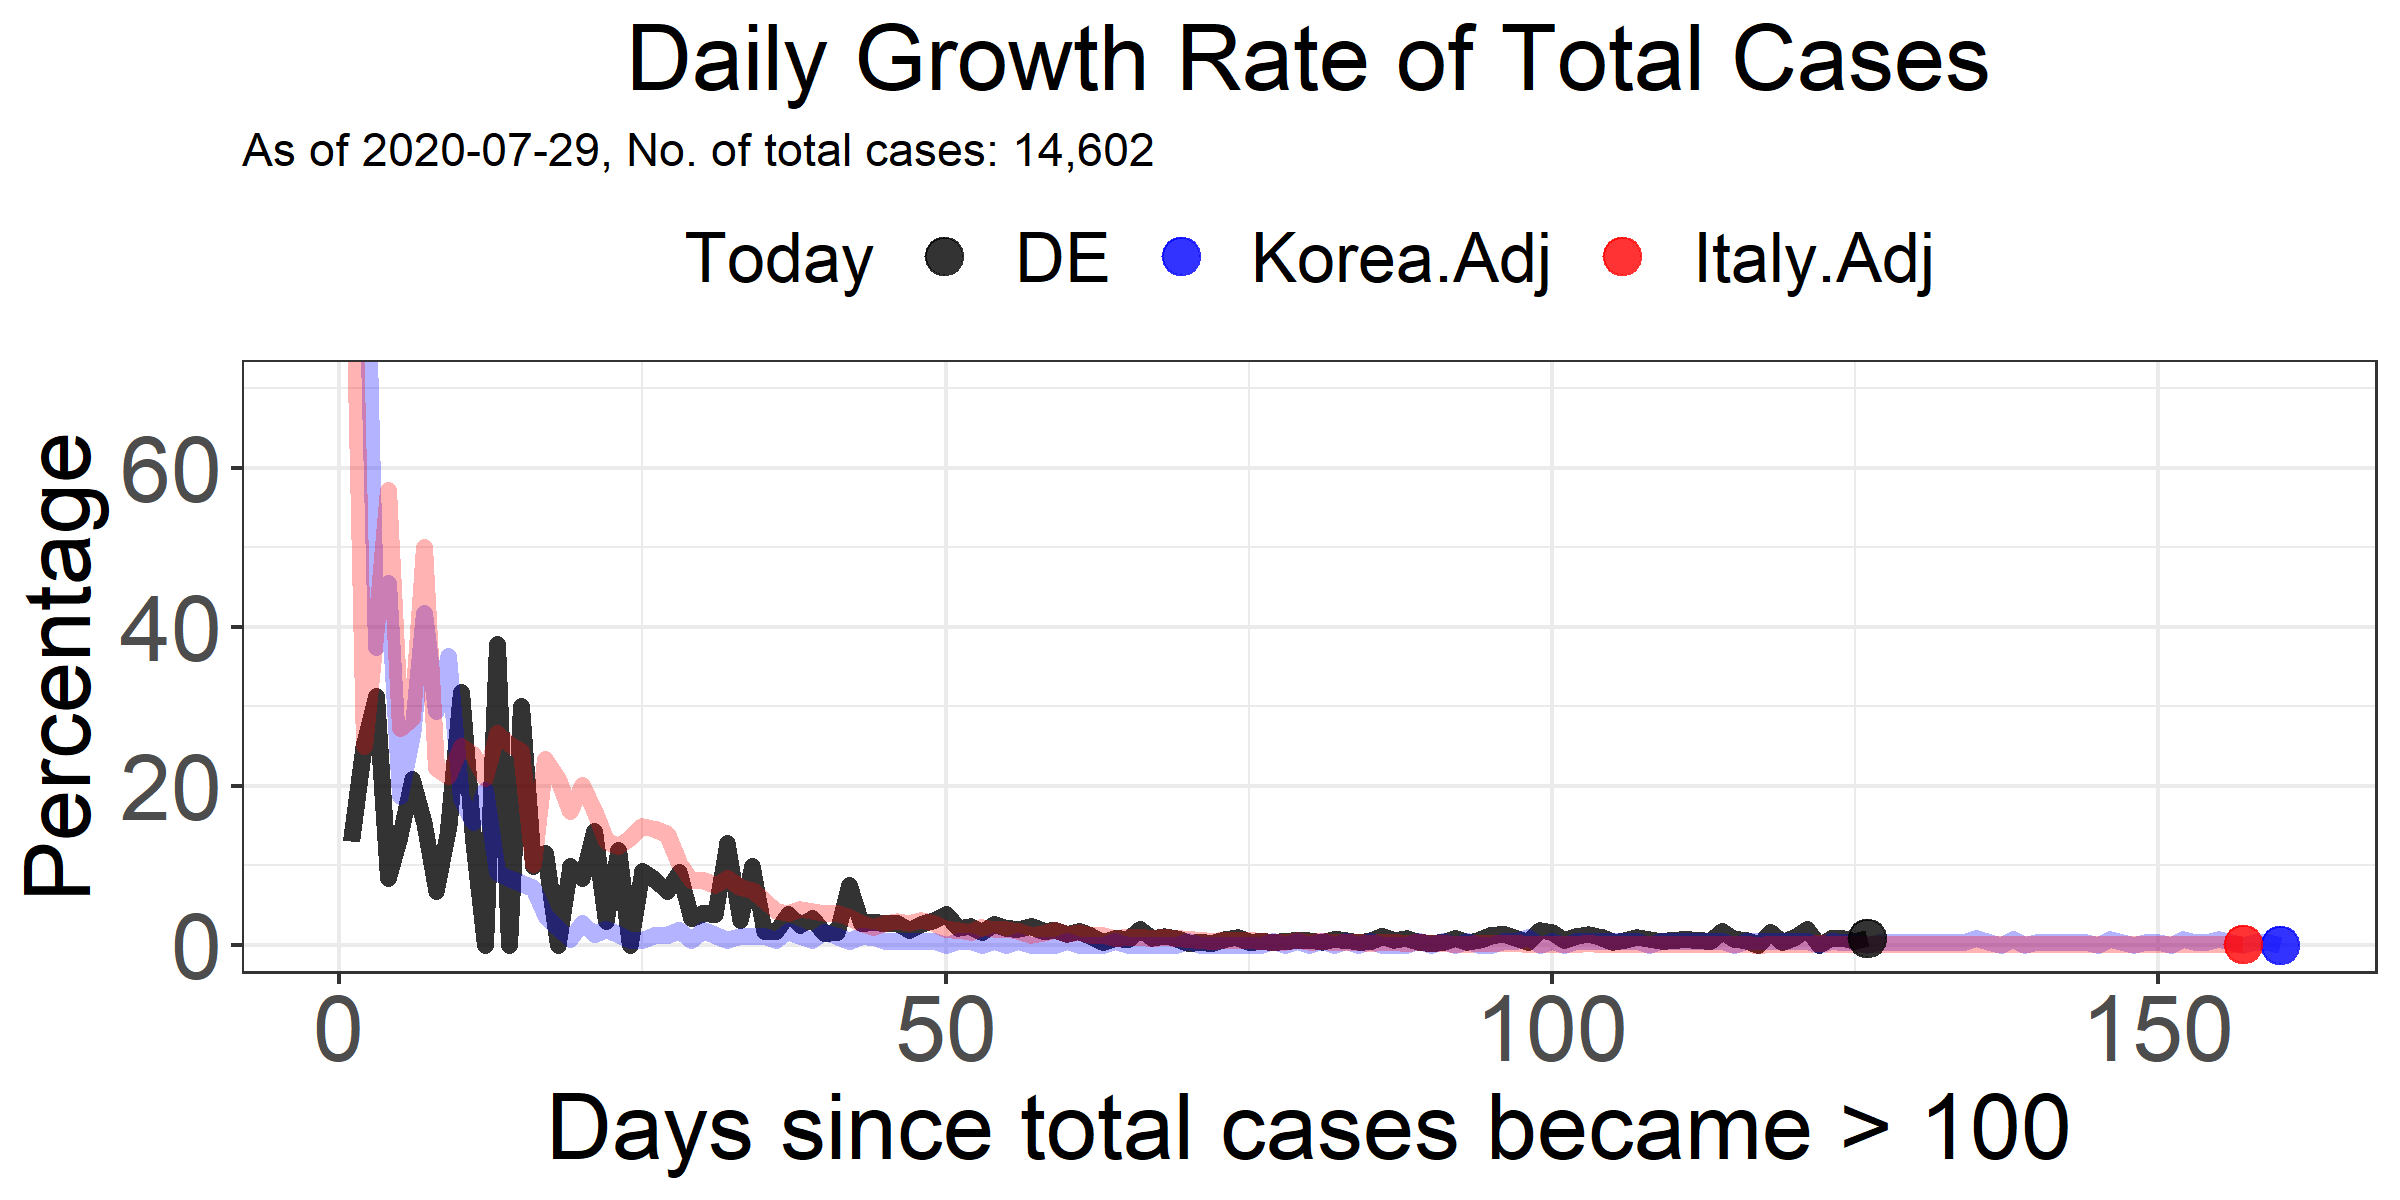 Daily Growth Rate of Total Cases
As of 2020-07-29, No. of total cases: 14,602
Today DE Korea.Adj Italy.Adj
Percentage
60
40
20
0
0 50 100 150
Days since total cases became > 100